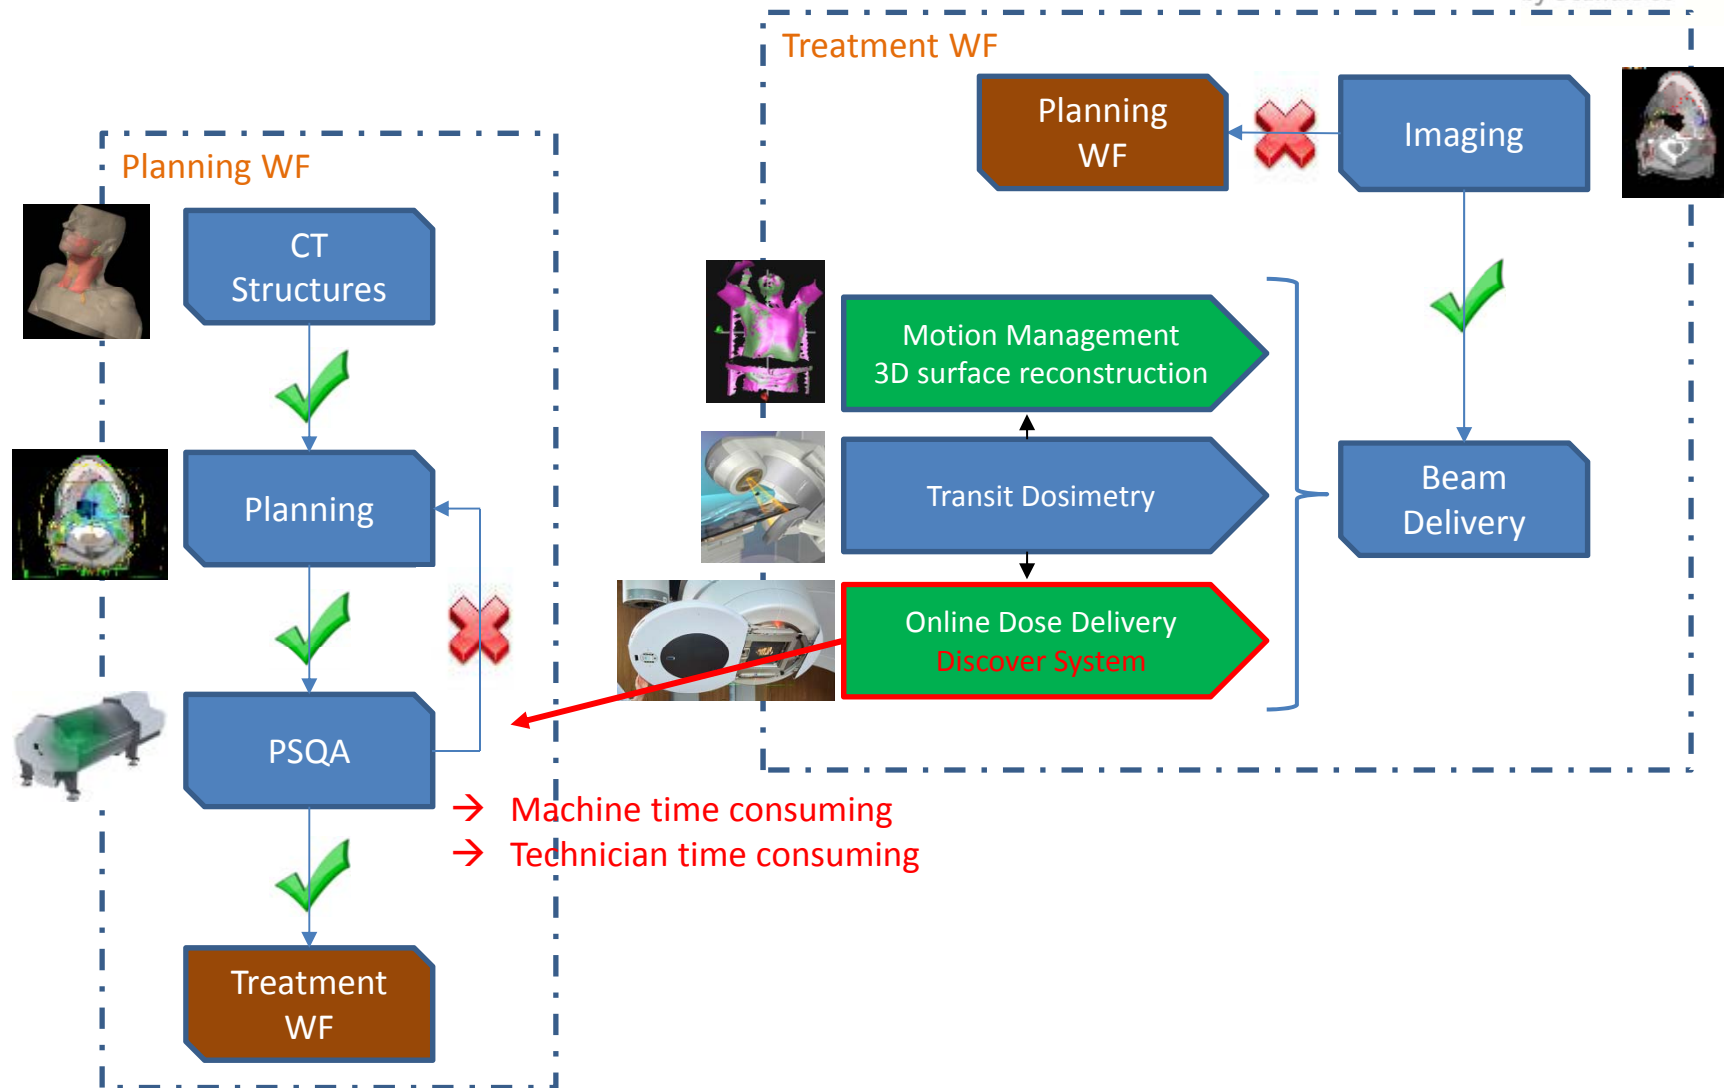 Treatment WF
Planning
WF
Imaging
Planning WF
CT
Structures
Motion Management
3D surface reconstruction
Planning
Transit Dosimetry
Beam
Delivery
Online Dose Delivery
Discover System
PSQA
→ Machine time consuming
→ Technician time consuming
Treatment
WF